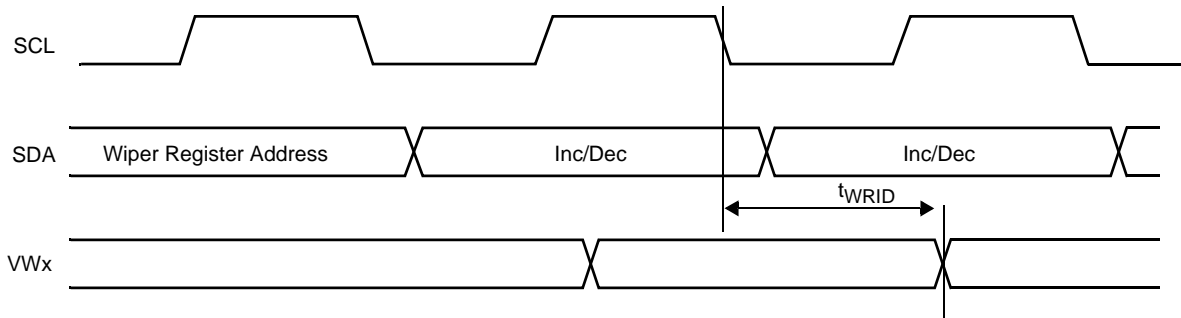 SCL
SDA
Wiper Register Address
Inc/Dec
Inc/Dec
tWRID
VWx